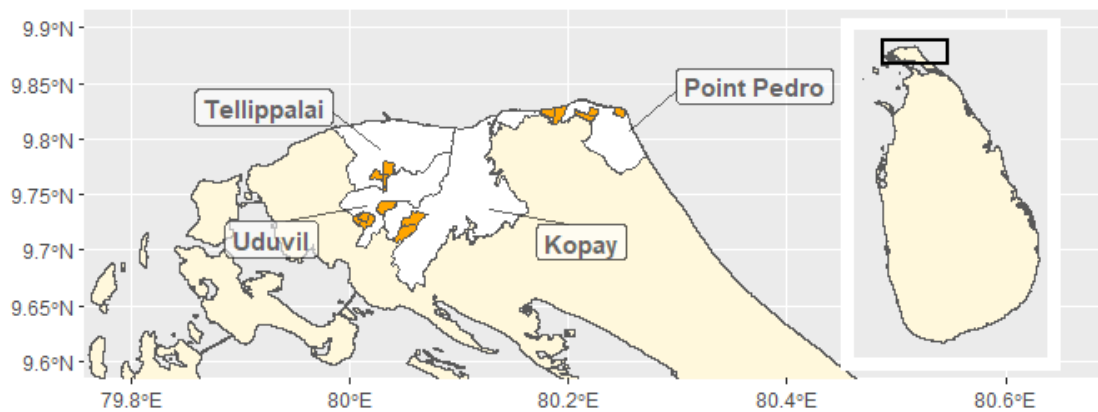 9.9°N
9.85°N
9.8°N
9.75°N
9.7°N
9.65°N
9.6°N
Tellippalai
Point Pedro
Uduvil
Kopay
79.8°E
80°E
80.2°E
80.4°E
80.6°E